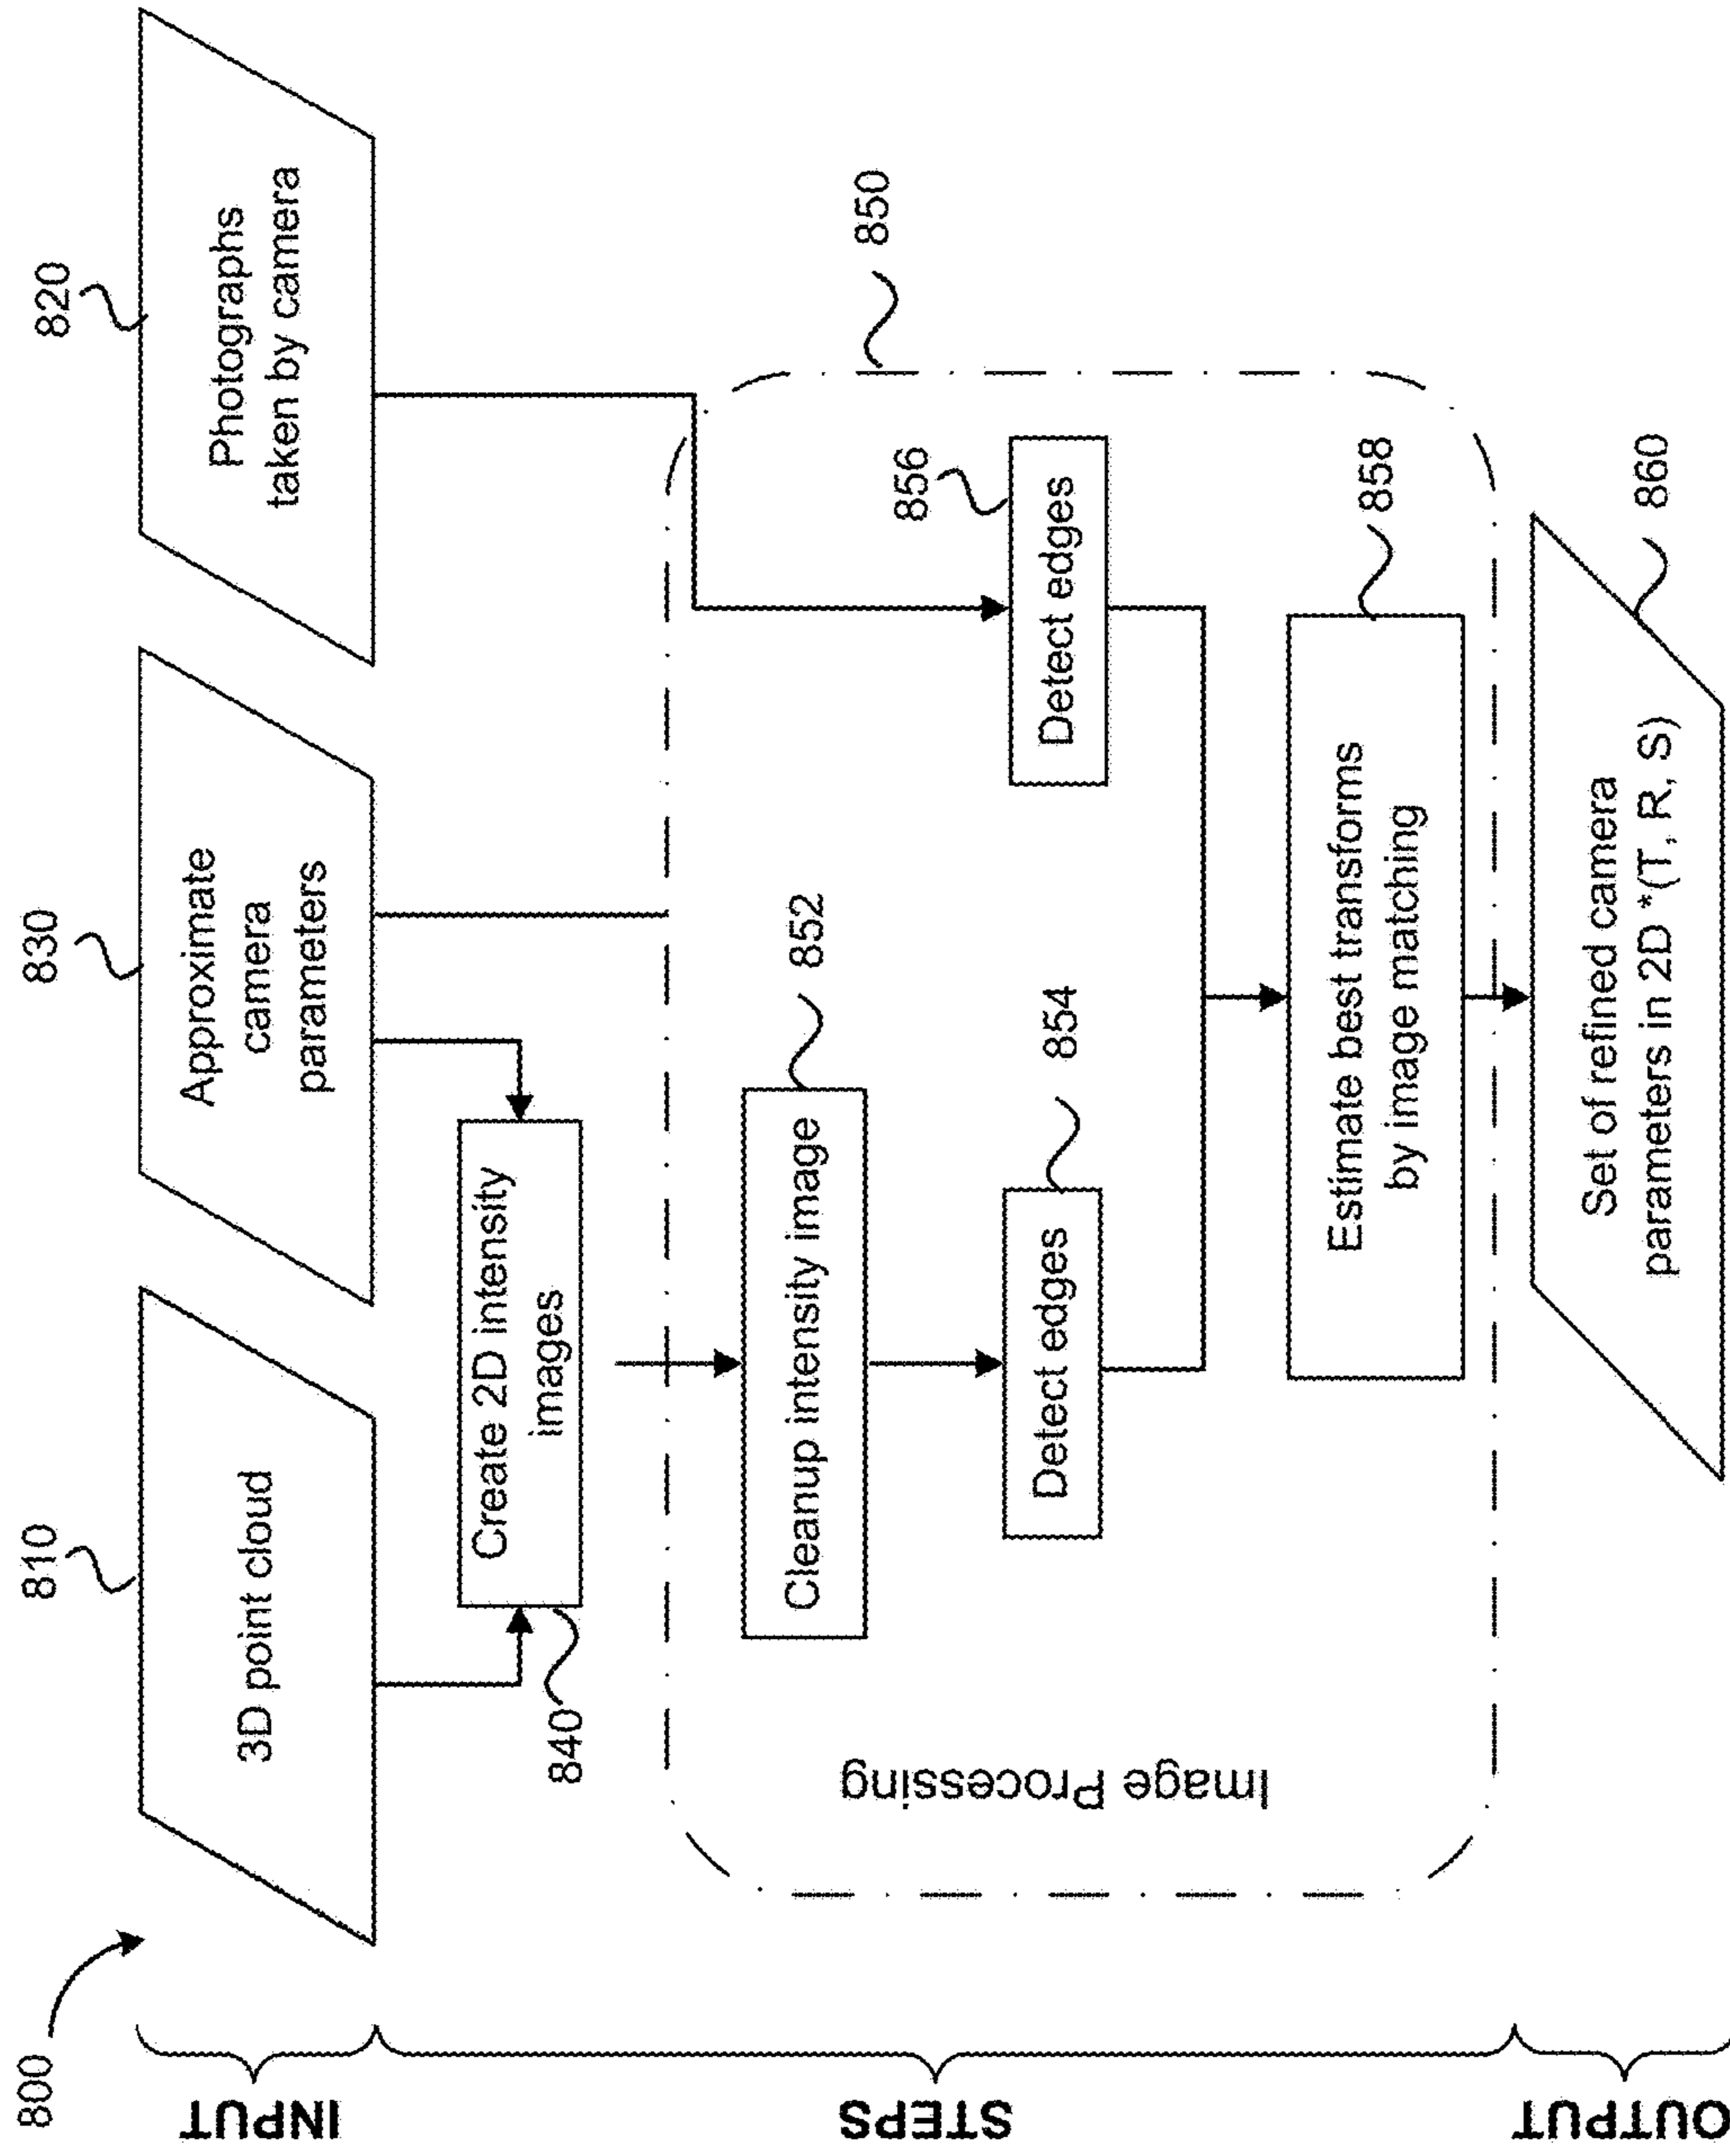 800
INPUT
STEPS
OUTPUT
810
3D point cloud
830
Approximate
camera
parameters
820
Photographs
taken by camera
Create 2D intensity
images
840
850
Image Processing
Cleanup intensity image
852
Detect edges
854
Detect edges
856
Estimate best transforms
by image matching
858
Set of refined camera
parameters in 2D *(T, R, S)
860